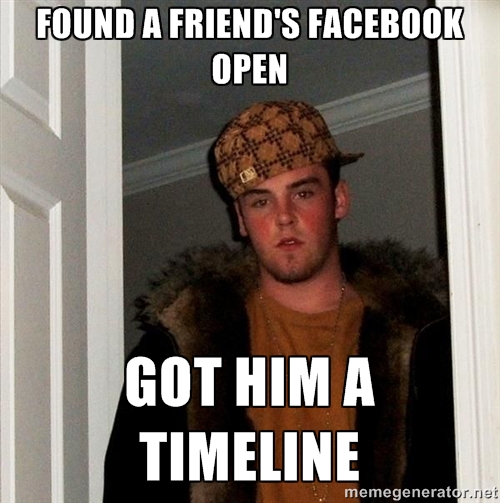 FOUND A FRIEND'S FACEBOOK
OPEN
GOT HIM A
TIMELINE
memegenerator.net